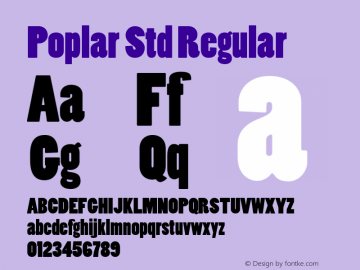 Poplar Std Regular
Aa Ff a
Gg Qq
ABCDEFGHIJKLMNOPQRSTUVWXYZ
abcdefghijklmnopqrstuvwxyz
0123456789
© Design by fontke.com